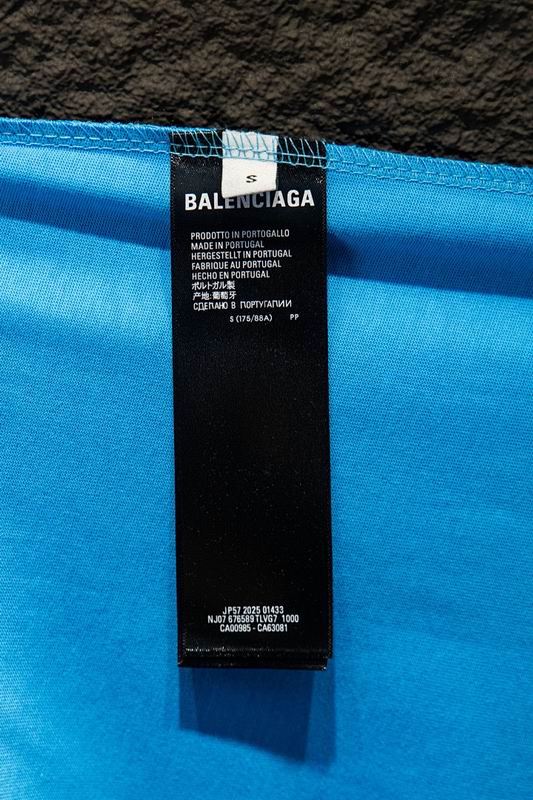 S
BALENCIAGA
PRODOTTO IN PORTOGALLO
MADE IN PORTUGAL
HERGESTELLT IN PORTUGAL
FABRIQUE AU PORTUGAL
HECHO EN PORTUGAL
ポルトガル製
产地:葡萄牙
СДЕЛАНО В ПОРТУГАЛИИ
S (175/88A) PP
JP57 2025 01433
NJ07 676589 TLVG7 1000
CA00985 - CA63081